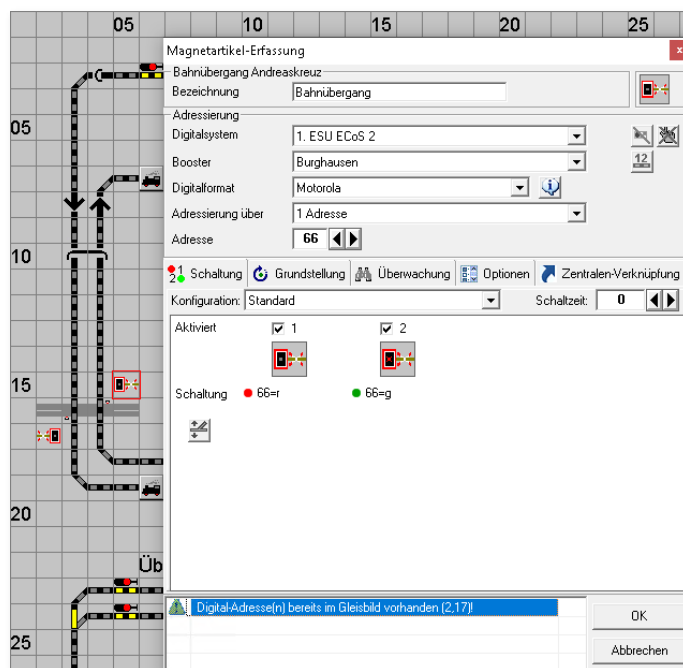 05 10 15 20 25
Magnetartikel-Erfassung x
Bahnübergang Andreaskreuz
Bezeichnung Bahnübergang
Adressierung
05
Digitalsystem 1. ESU ECoS 2
Booster Burghausen 12
Digitalformat Motorola
Adressierung über 1 Adresse
Adresse 66
10
1 2 Schaltung Grundstellung Überwachung Optionen Zentralen-Verknüpfung
Konfiguration: Standard Schaltzeit: 0
Aktiviert 1 2
15
Schaltung 66=r 66=g
20
Üb
Digital-Adresse(n) bereits im Gleisbild vorhanden (2,17)!
OK
25
Abbrechen